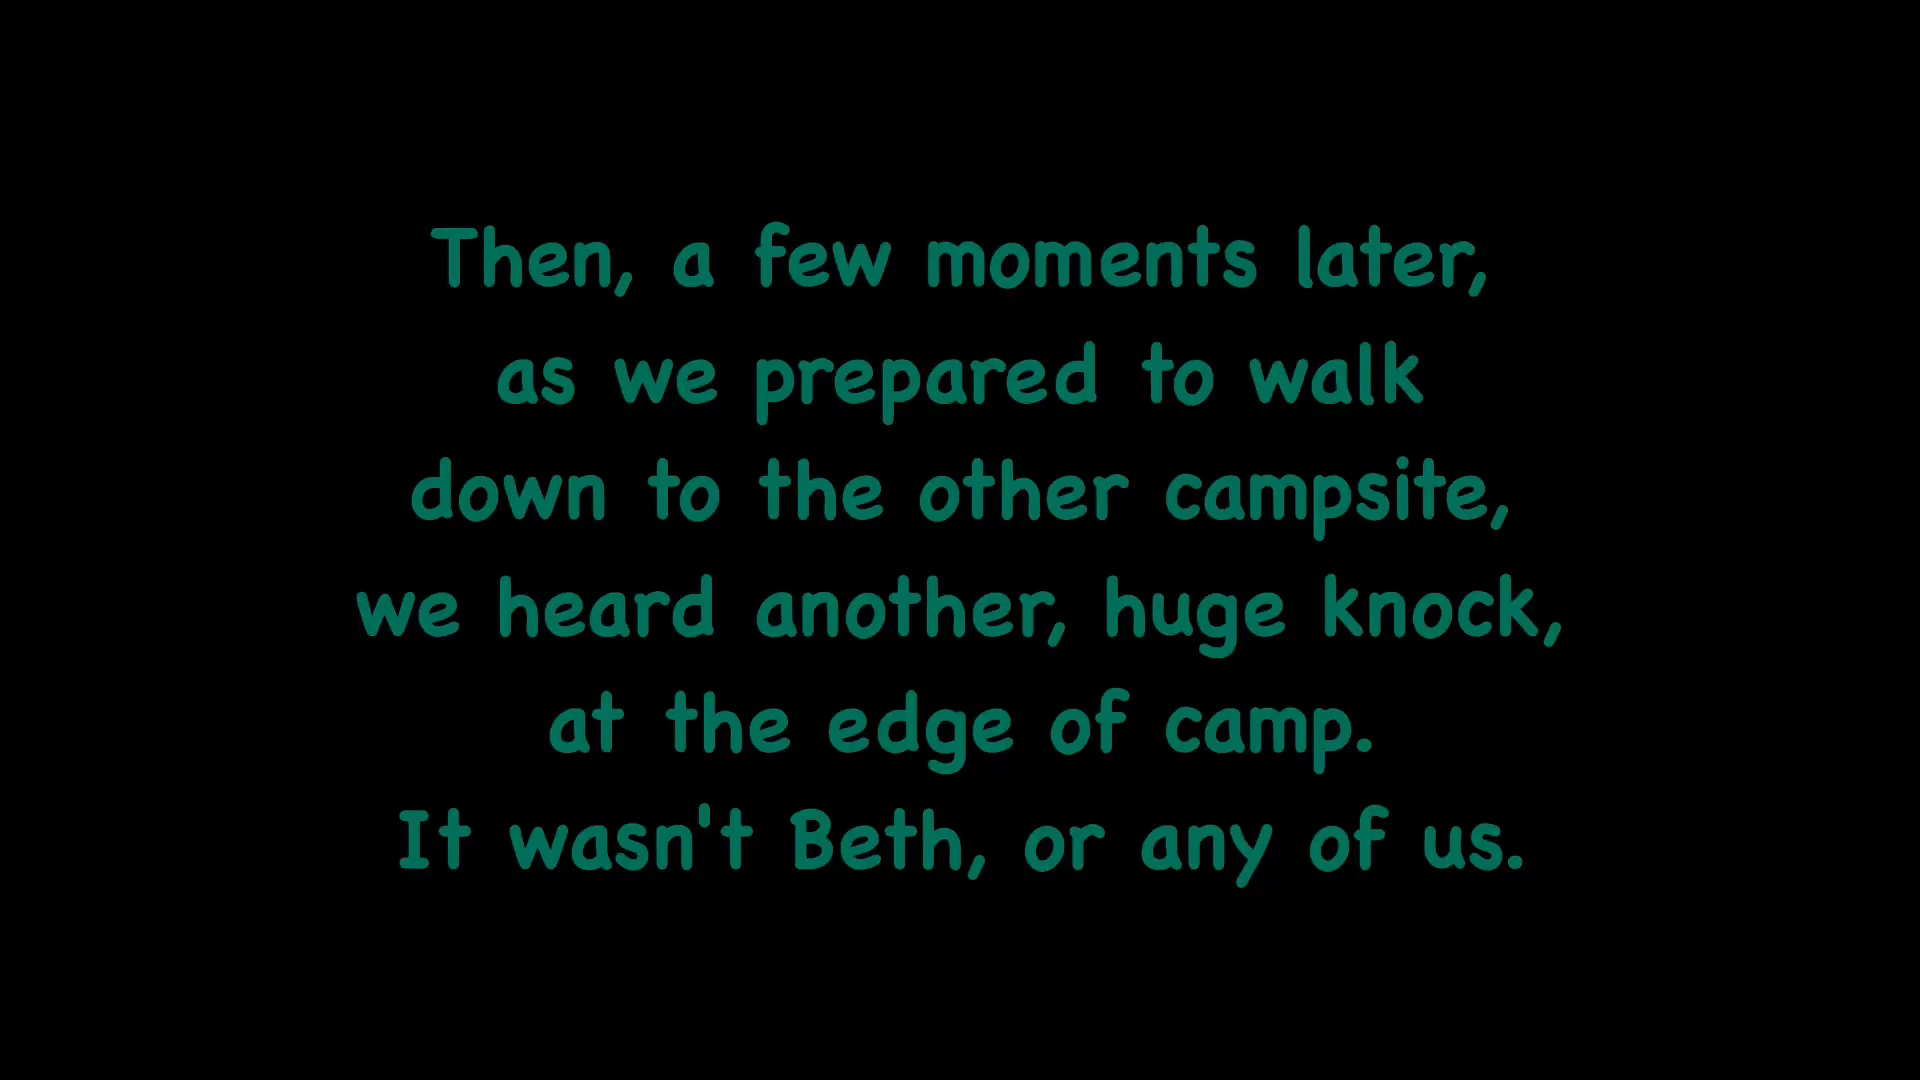 Then, a few moments later,
as we prepared to walk
down to the other campsite,
we heard another, huge knock,
at the edge of camp.
It wasn't Beth, or any of us.